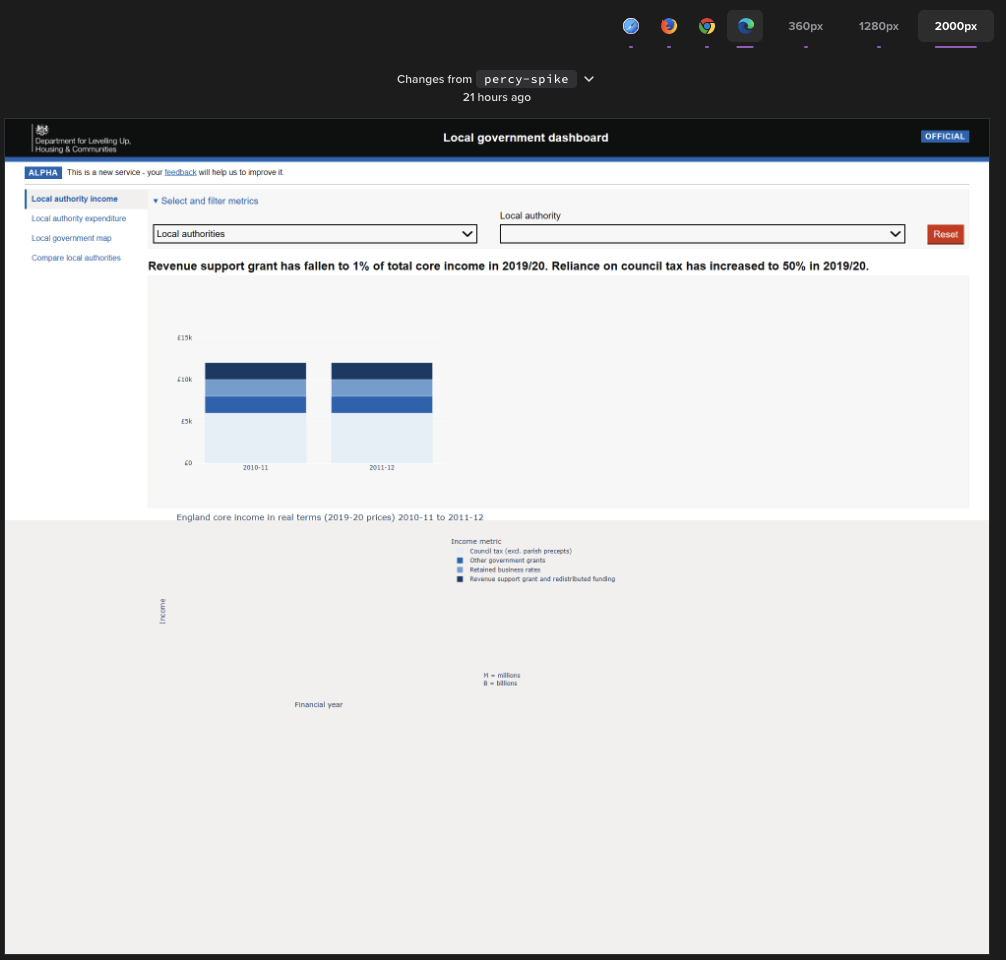 360px 1280px 2000px
Changes from percy-spike
21 hours ago
Department for Levelling Up,
Housing & Communities
Local government dashboard
OFFICIAL
ALPHA This is a new service - your feedback will help us to improve it.
Local authority income
Local authority expenditure
Local government map
Compare local authorities
▾ Select and filter metrics
Local authority
Local authorities
Reset
Revenue support grant has fallen to 1% of total core income in 2019/20. Reliance on council tax has increased to 50% in 2019/20.
£15k
£10k
£5k
£0
2010-11 2011-12
England core income in real terms (2019-20 prices) 2010-11 to 2011-12
Income metric
Council tax (excl. parish precepts)
Other government grants
Retained business rates
Revenue support grant and redistributed funding
Income
M = millions
B = billions
Financial year